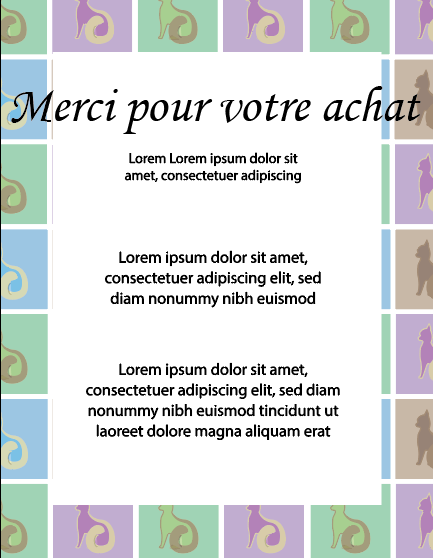 Merci pour votre achat
Lorem Lorem ipsum dolor sit
amet, consectetuer adipiscing
Lorem ipsum dolor sit amet,
consectetuer adipiscing elit, sed
diam nonummy nibh euismod
Lorem ipsum dolor sit amet,
consectetuer adipiscing elit, sed diam
nonummy nibh euismod tincidunt ut
laoreet dolore magna aliquam erat